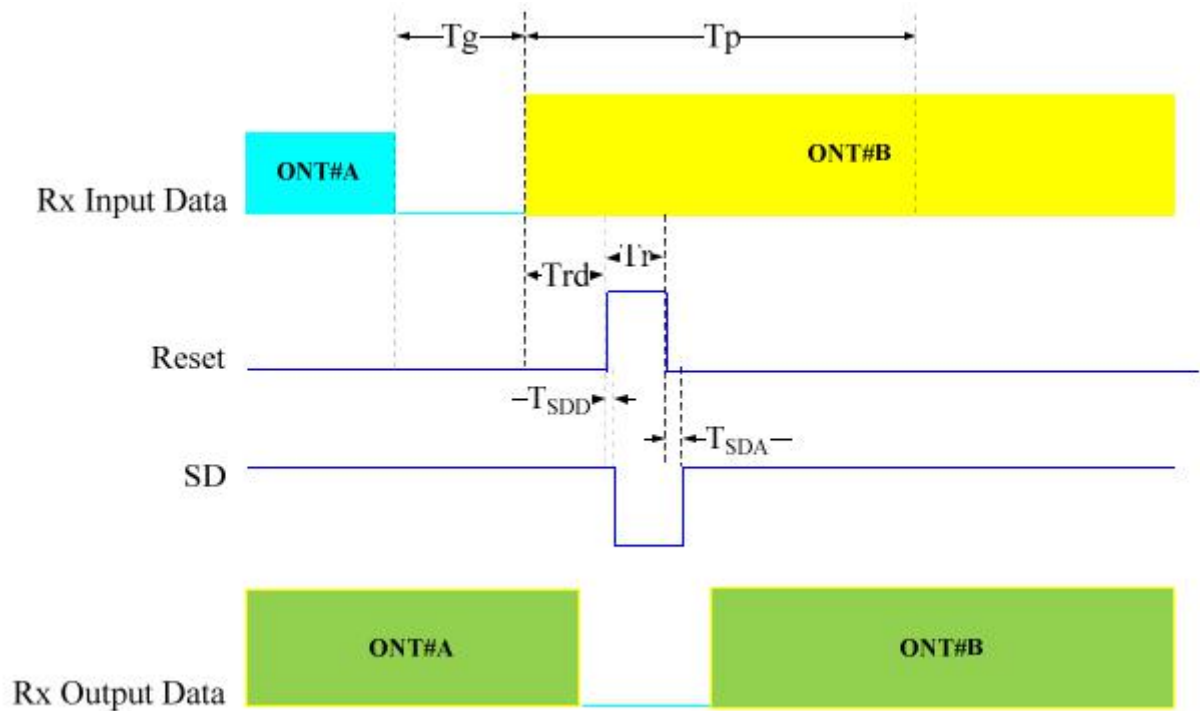 Tg
Tp
ONT#A
ONT#B
Rx Input Data
Tr
Trd
Reset
TSDD
TSDA
SD
ONT#A
ONT#B
Rx Output Data